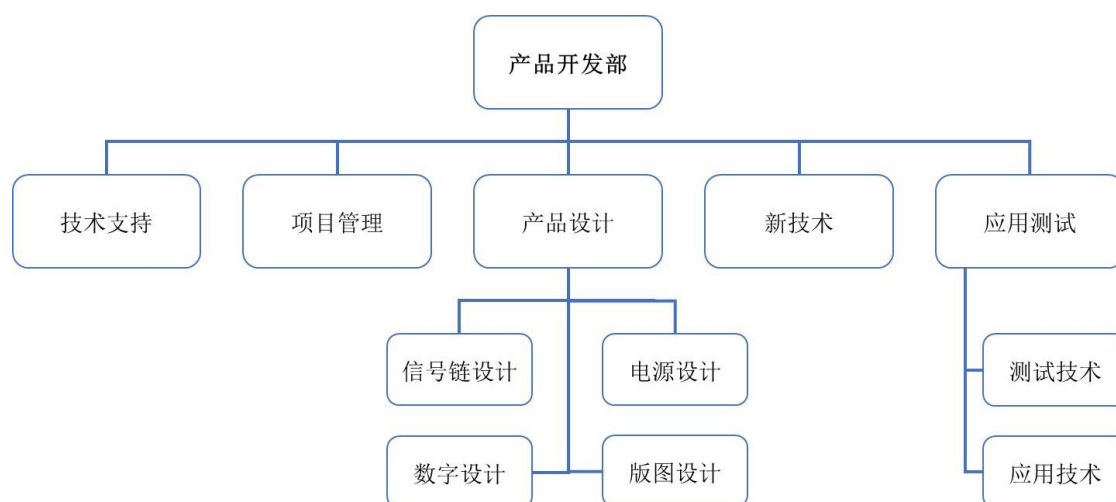 产品开发部
技术支持
项目管理
产品设计
新技术
应用测试
信号链设计
电源设计
测试技术
数字设计
版图设计
应用技术